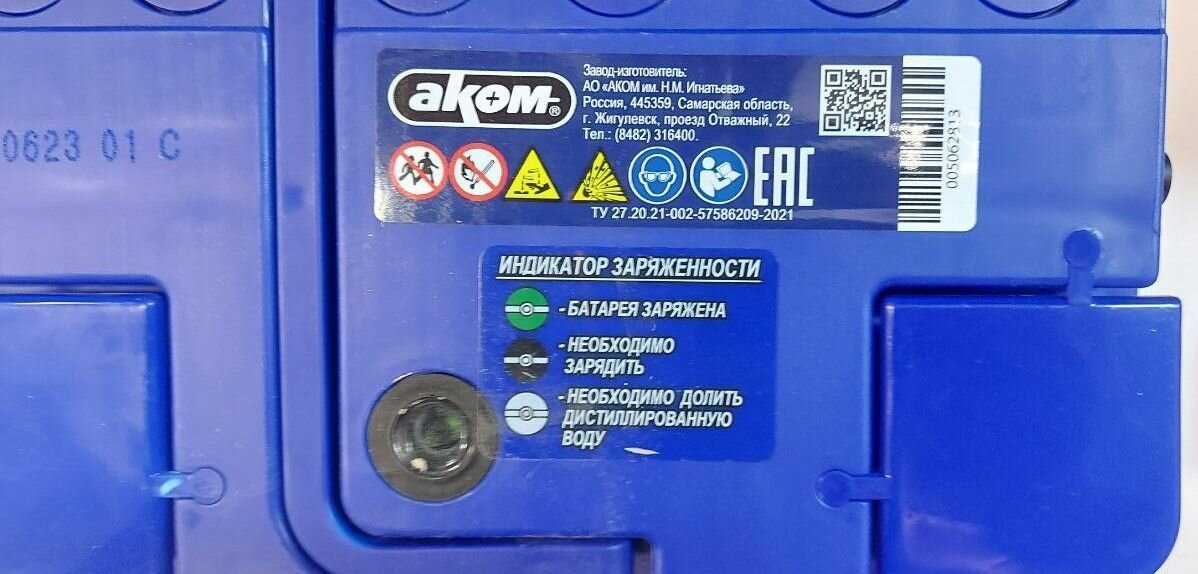 0623 01 C
аком®
Завод-изготовитель:
АО «АКОМ им. Н.М. Игнатьева»
Россия, 445359, Самарская область,
г. Жигулевск, проезд Отважный, 22
Тел.: (8482) 316400.
EAC
ТУ 27.20.21-002-57586209-2021
005062813
ИНДИКАТОР ЗАРЯЖЕННОСТИ
- БАТАРЕЯ ЗАРЯЖЕНА
- НЕОБХОДИМО
ЗАРЯДИТЬ
- НЕОБХОДИМО ДОЛИТЬ
ДИСТИЛЛИРОВАННУЮ
ВОДУ